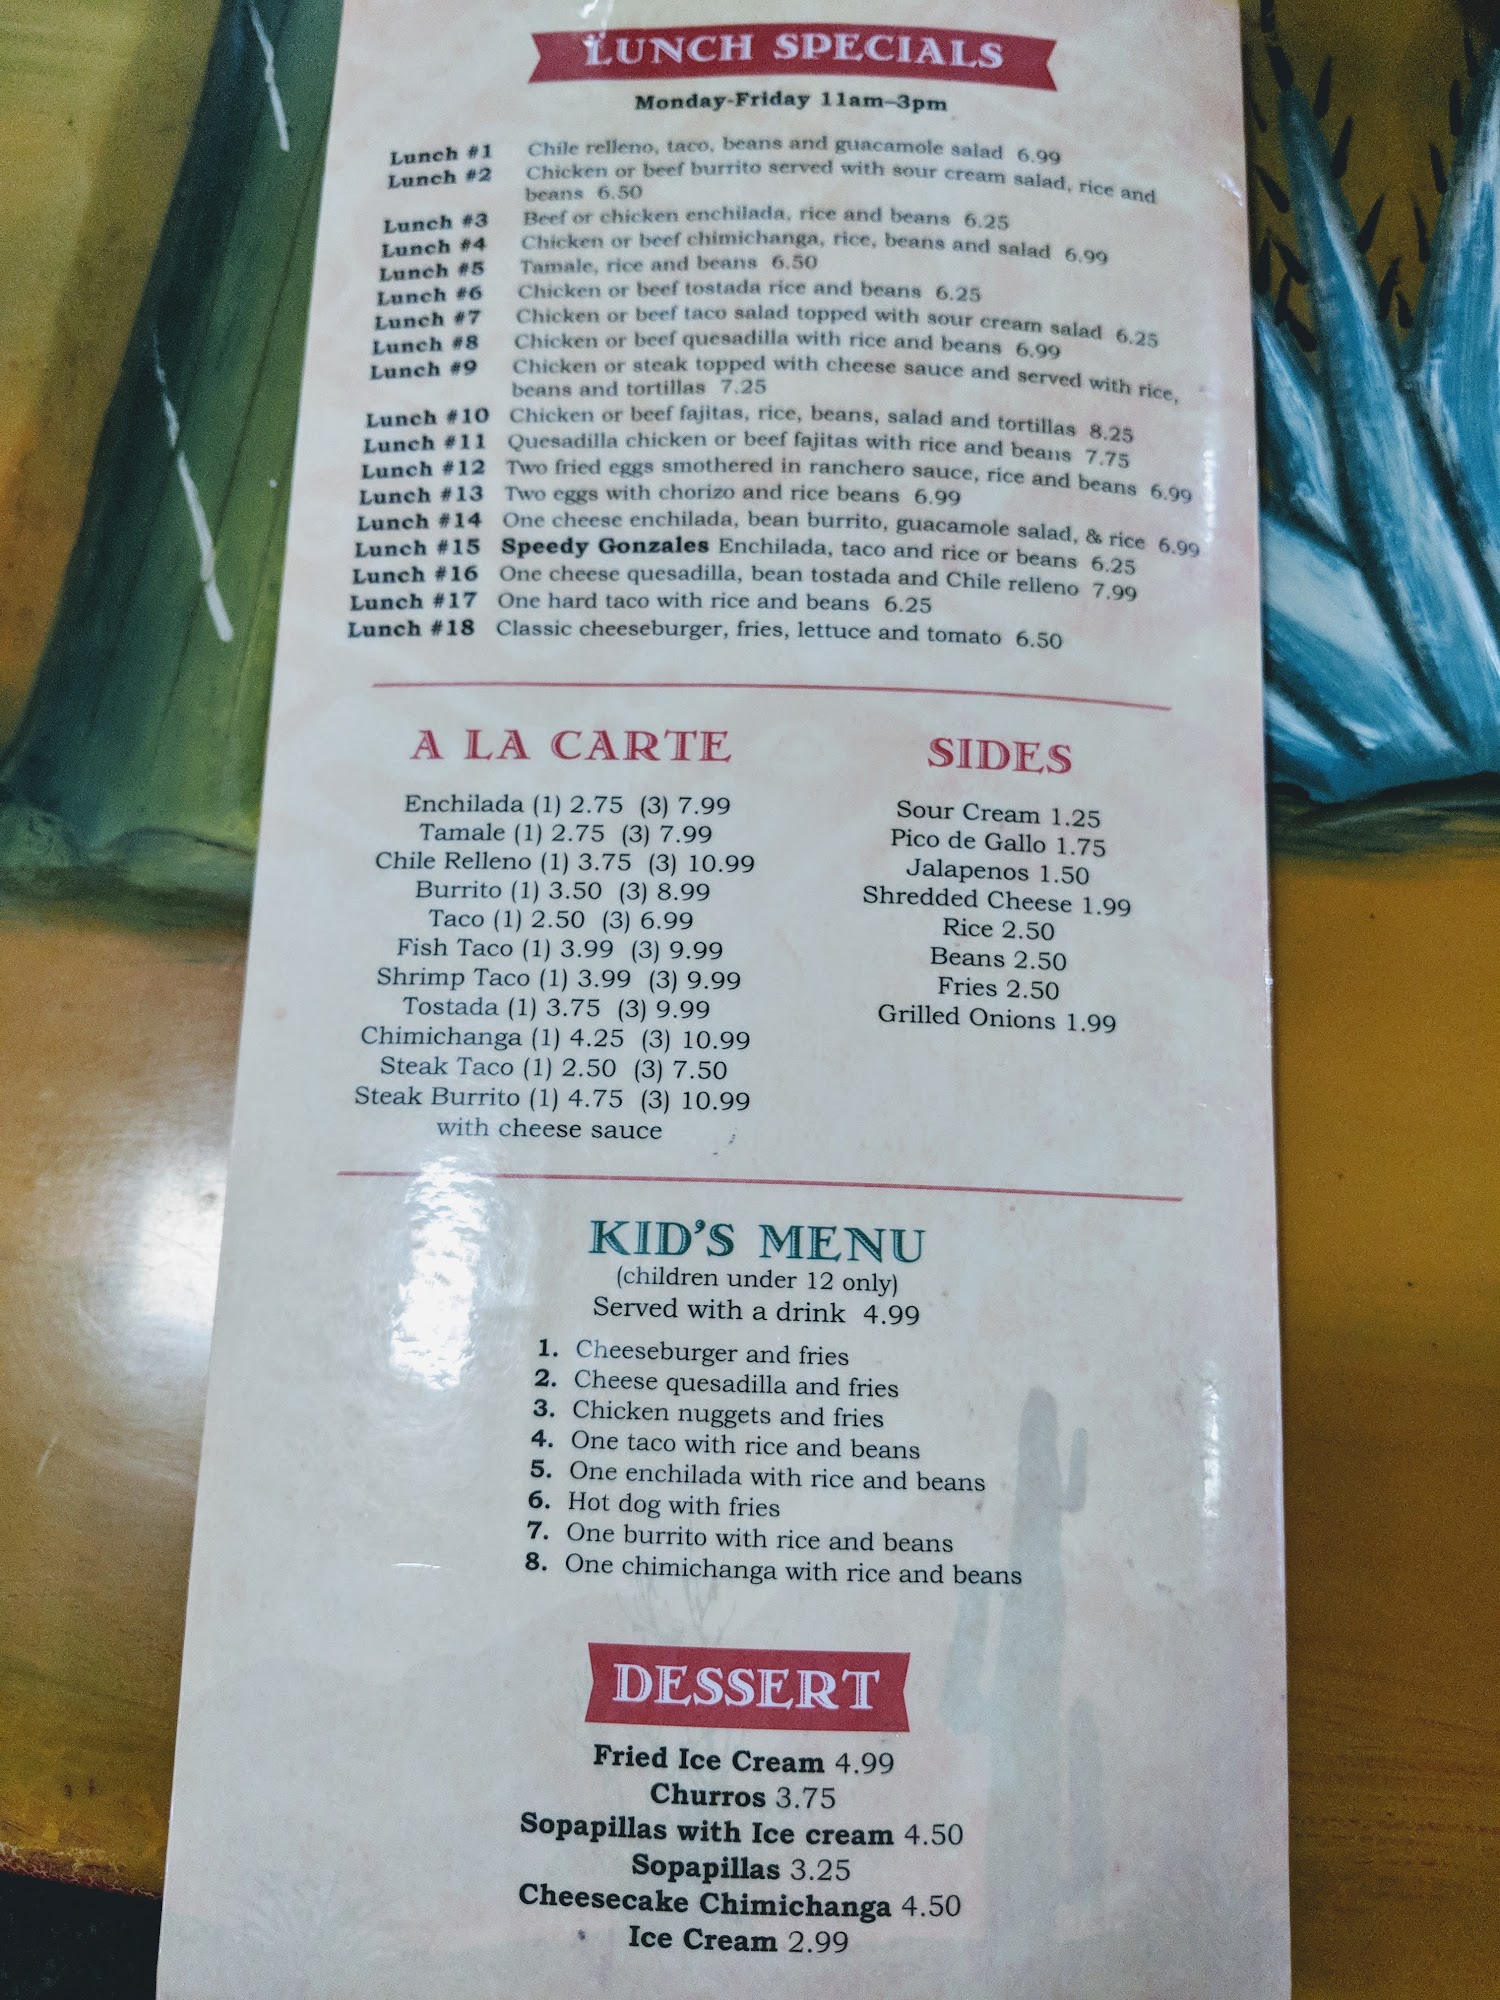 LUNCH SPECIALS
Monday-Friday 11am–3pm
Lunch #1 Chile relleno, taco, beans and guacamole salad 6.99
Lunch #2 Chicken or beef burrito served with sour cream salad, rice and
beans 6.50
Lunch #3 Beef or chicken enchilada, rice and beans 6.25
Lunch #4 Chicken or beef chimichanga, rice, beans and salad 6.99
Lunch #5 Tamale, rice and beans 6.50
Lunch #6 Chicken or beef tostada rice and beans 6.25
Lunch #7 Chicken or beef taco salad topped with sour cream salad 6.25
Lunch #8 Chicken or beef quesadilla with rice and beans 6.99
Lunch #9 Chicken or steak topped with cheese sauce and served with rice,
beans and tortillas 7.25
Lunch #10 Chicken or beef fajitas, rice, beans, salad and tortillas 8.25
Lunch #11 Quesadilla chicken or beef fajitas with rice and beans 7.75
Lunch #12 Two fried eggs smothered in ranchero sauce, rice and beans 6.99
Lunch #13 Two eggs with chorizo and rice beans 6.99
Lunch #14 One cheese enchilada, bean burrito, guacamole salad, & rice 6.99
Lunch #15 Speedy Gonzales Enchilada, taco and rice or beans 6.25
Lunch #16 One cheese quesadilla, bean tostada and Chile relleno 7.99
Lunch #17 One hard taco with rice and beans 6.25
Lunch #18 Classic cheeseburger, fries, lettuce and tomato 6.50
A LA CARTE
Enchilada (1) 2.75 (3) 7.99
Tamale (1) 2.75 (3) 7.99
Chile Relleno (1) 3.75 (3) 10.99
Burrito (1) 3.50 (3) 8.99
Taco (1) 2.50 (3) 6.99
Fish Taco (1) 3.99 (3) 9.99
Shrimp Taco (1) 3.99 (3) 9.99
Tostada (1) 3.75 (3) 9.99
Chimichanga (1) 4.25 (3) 10.99
Steak Taco (1) 2.50 (3) 7.50
Steak Burrito (1) 4.75 (3) 10.99
with cheese sauce
SIDES
Sour Cream 1.25
Pico de Gallo 1.75
Jalapenos 1.50
Shredded Cheese 1.99
Rice 2.50
Beans 2.50
Fries 2.50
Grilled Onions 1.99
KID'S MENU
(children under 12 only)
Served with a drink 4.99
1. Cheeseburger and fries
2. Cheese quesadilla and fries
3. Chicken nuggets and fries
4. One taco with rice and beans
5. One enchilada with rice and beans
6. Hot dog with fries
7. One burrito with rice and beans
8. One chimichanga with rice and beans
DESSERT
Fried Ice Cream 4.99
Churros 3.75
Sopapillas with Ice cream 4.50
Sopapillas 3.25
Cheesecake Chimichanga 4.50
Ice Cream 2.99